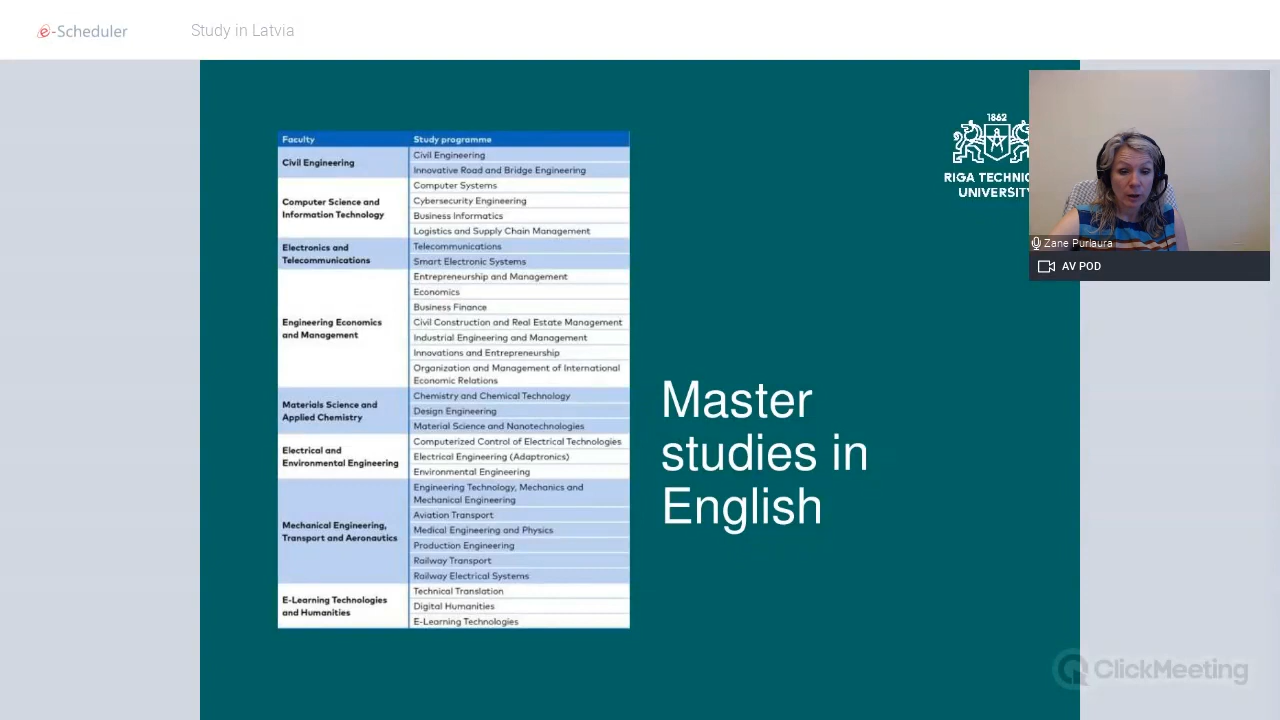 e-Scheduler
Study in Latvia
Faculty Study programme
Civil Engineering
Civil Engineering
Innovative Road and Bridge Engineering
Computer Science and
Information Technology
Computer Systems
Cybersecurity Engineering
Business Informatics
Logistics and Supply Chain Management
Electronics and
Telecommunications
Telecommunications
Smart Electronic Systems
Engineering Economics
and Management
Entrepreneurship and Management
Economics
Business Finance
Civil Construction and Real Estate Management
Industrial Engineering and Management
Innovations and Entrepreneurship
Organization and Management of International
Economic Relations
Materials Science and
Applied Chemistry
Chemistry and Chemical Technology
Design Engineering
Material Science and Nanotechnologies
Electrical and
Environmental Engineering
Computerized Control of Electrical Technologies
Electrical Engineering (Adaptronics)
Environmental Engineering
Mechanical Engineering,
Transport and Aeronautics
Engineering Technology, Mechanics and
Mechanical Engineering
Aviation Transport
Medical Engineering and Physics
Production Engineering
Railway Transport
Railway Electrical Systems
E-Learning Technologies
and Humanities
Technical Translation
Digital Humanities
E-Learning Technologies
Master
studies in
English
1862
RIGA TECHNIC
UNIVERSITY
Zane Purlaura
AV POD
ClickMeeting